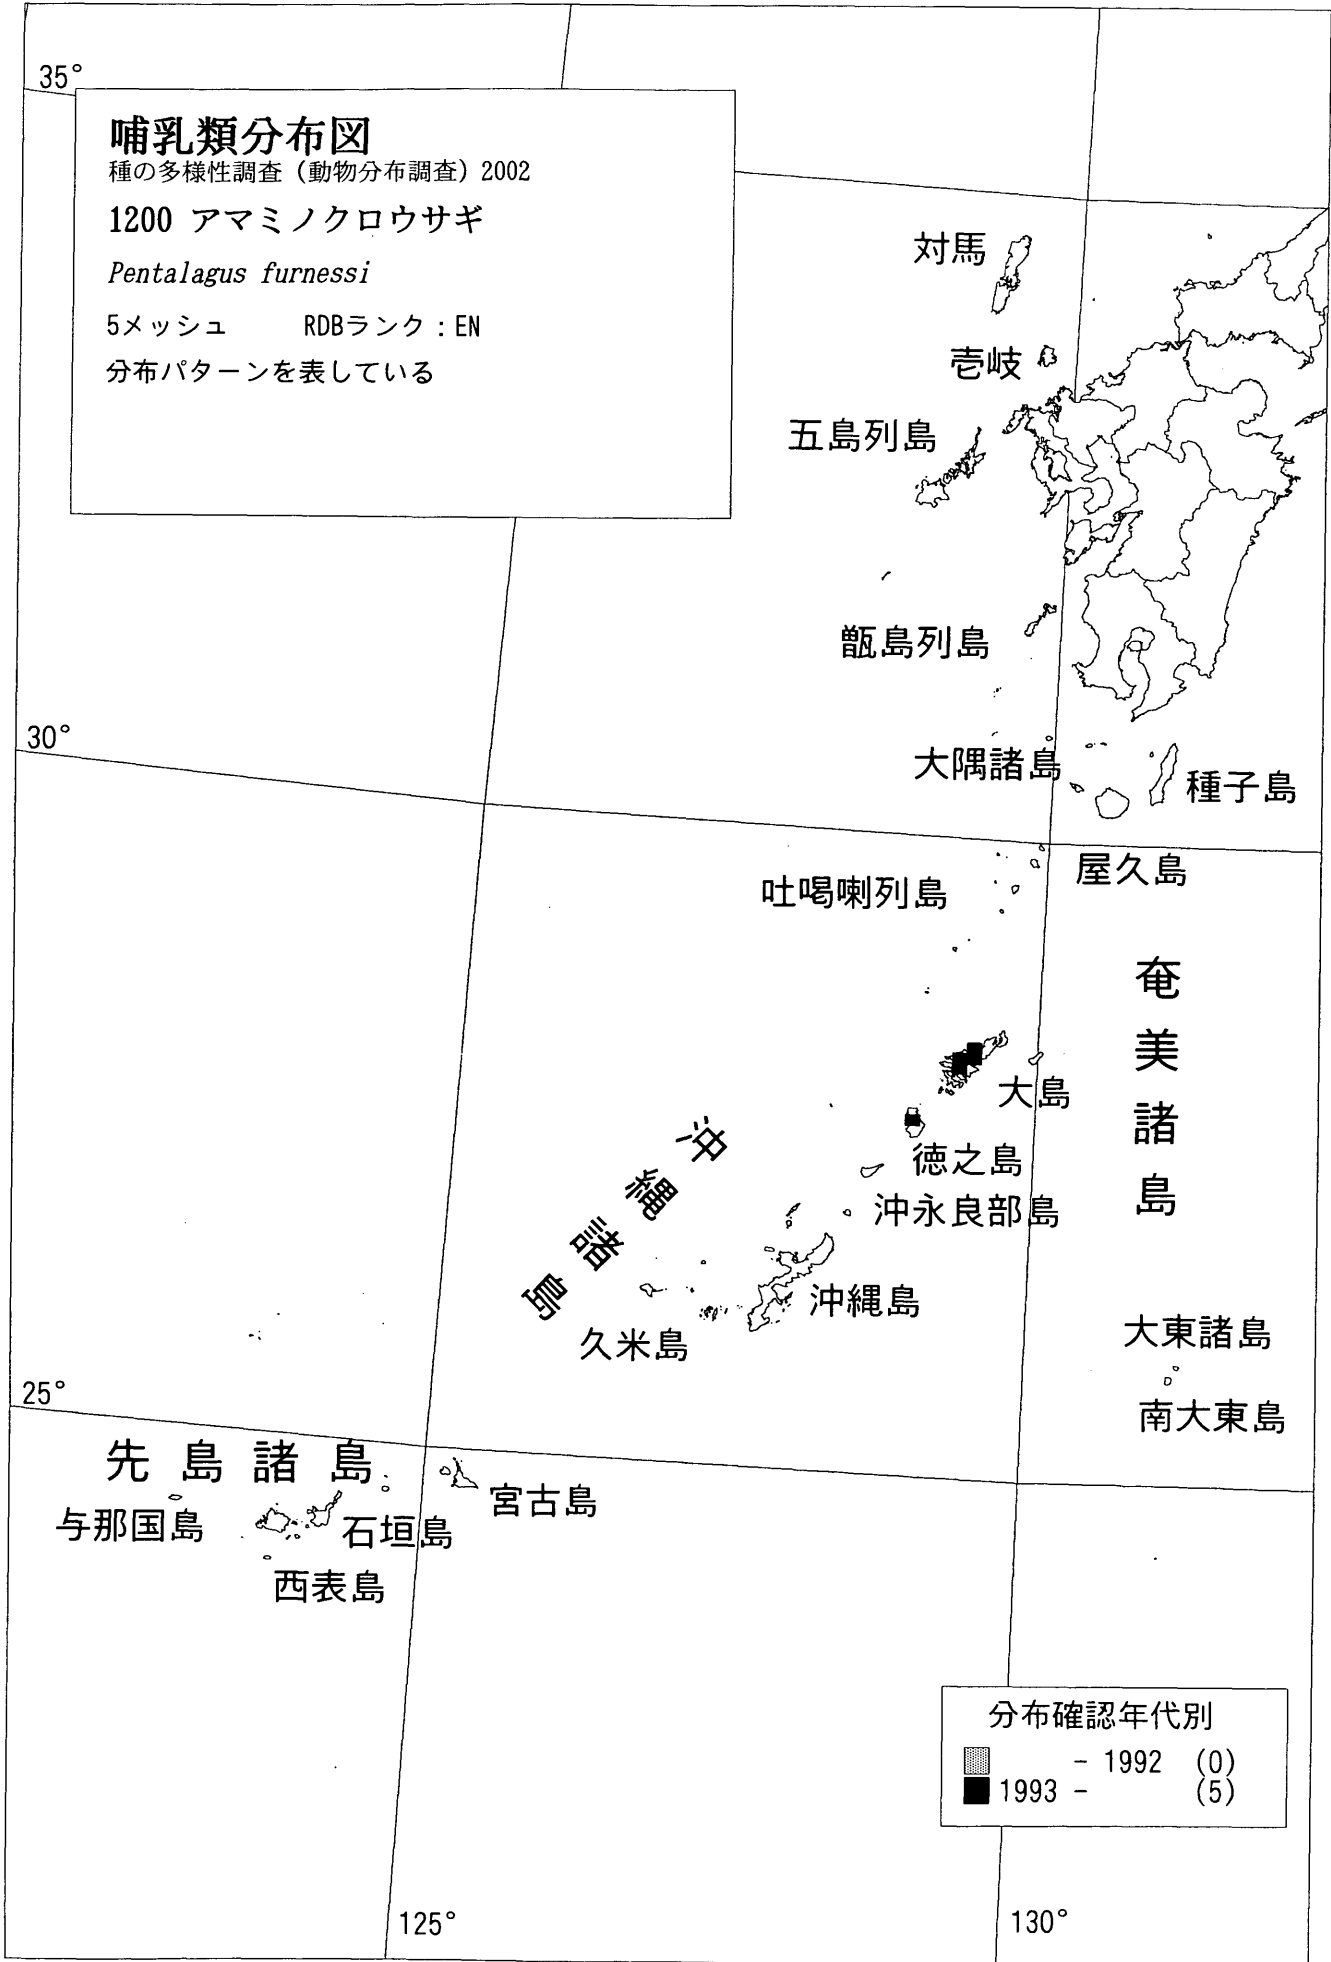 35°
哺乳類分布図
種の多様性調査（動物分布調査）2002
1200 アマミノクロウサギ
Pentalagus furnessi
5メッシュ RDBランク：EN
分布パターンを表している
対馬
壱岐
五島列島
甑島列島
30°
大隅諸島
種子島
屋久島
吐喝喇列島
奄美諸島
大島
徳之島
沖永良部島
沖縄諸島
沖縄島
久米島
大東諸島
南大東島
25°
先島諸島
宮古島
与那国島
石垣島
西表島
分布確認年代別
- 1992 (0)
1993 - (5)
125°
130°